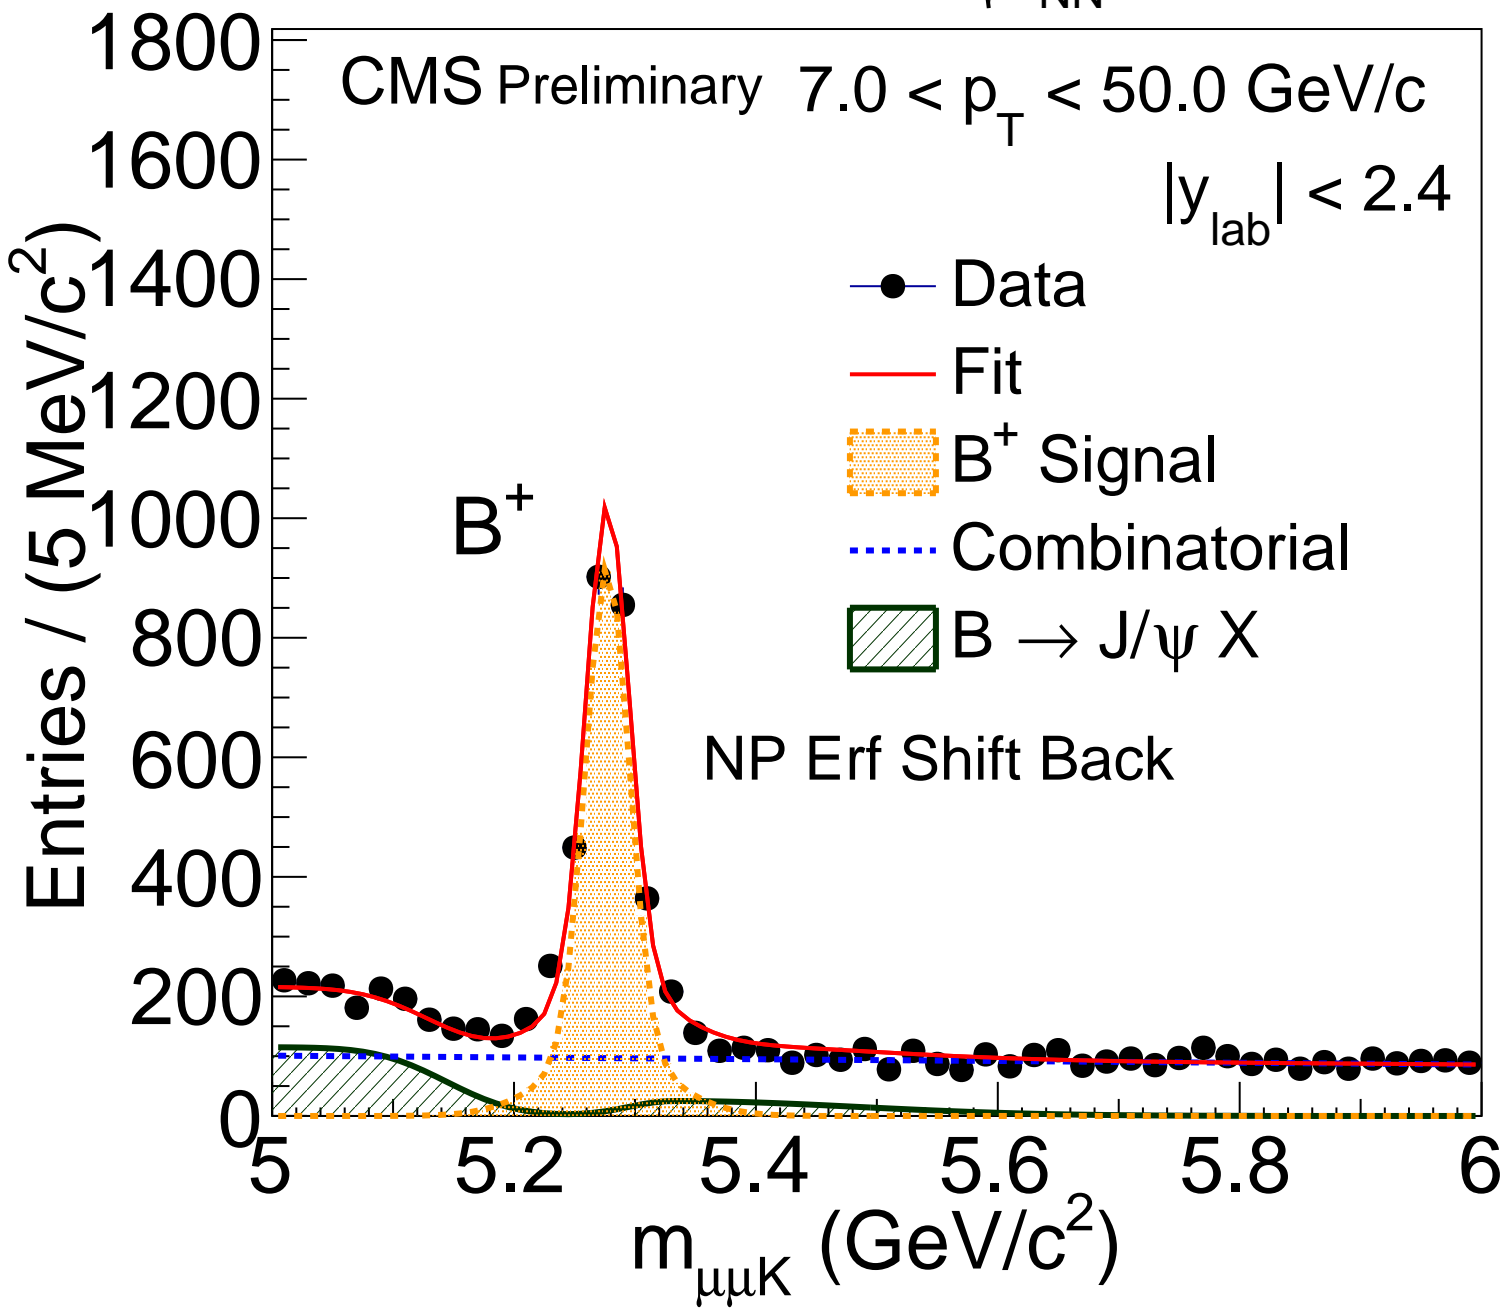 NN
CMS Preliminary 7.0 < p_T < 50.0 GeV/c
|y_lab| < 2.4
Data
Fit
B⁺ Signal
Combinatorial
B → J/ψ X
B⁺
NP Erf Shift Back
Entries / (5 MeV/c²)
1800
1600
1400
1200
1000
800
600
400
200
0
5 5.2 5.4 5.6 5.8 6
m_μμK (GeV/c²)